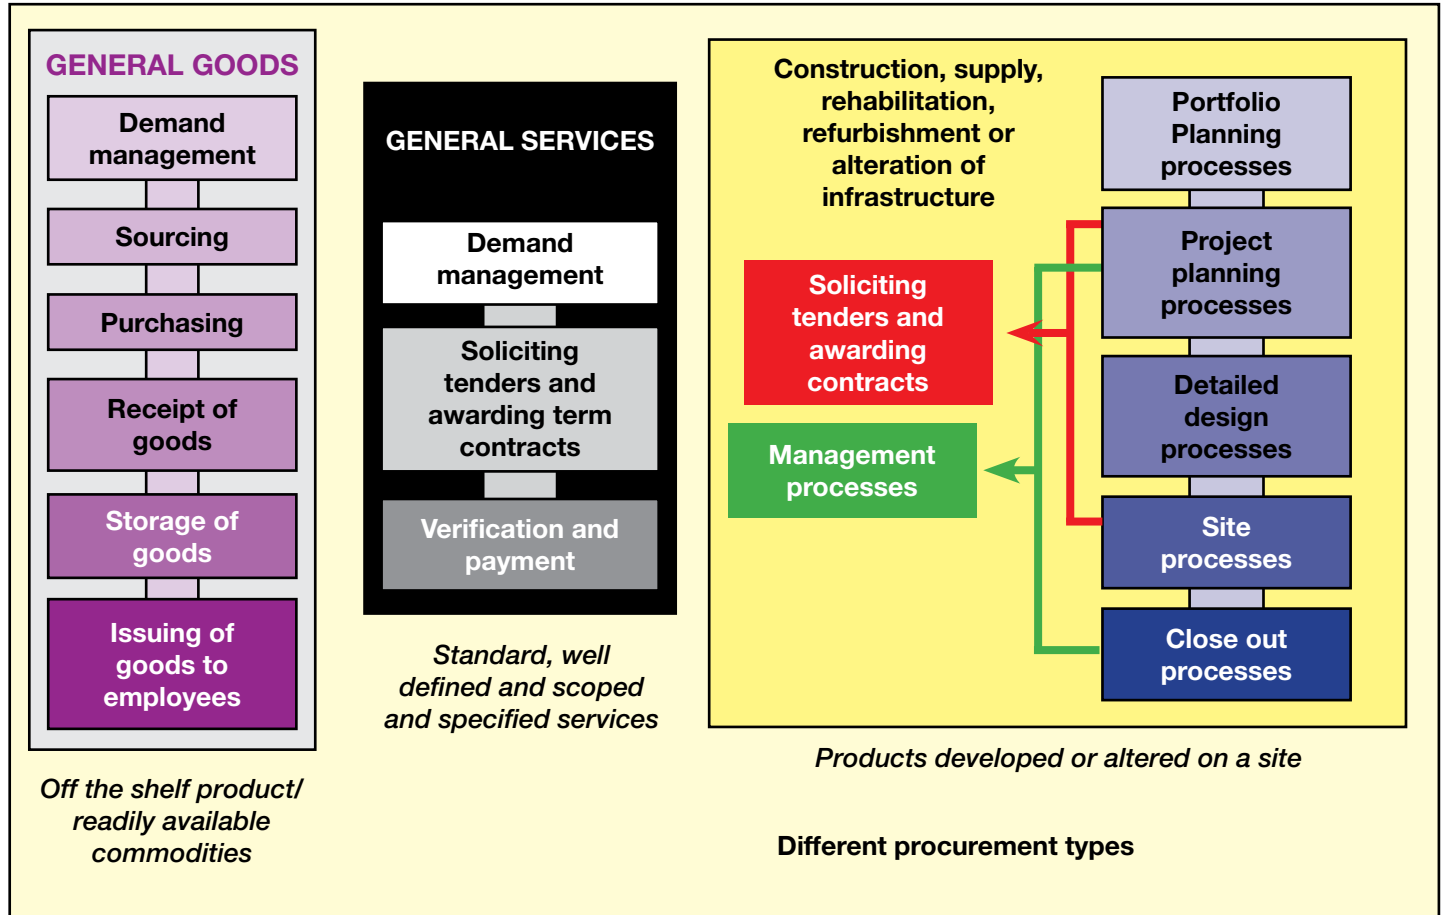 GENERAL GOODS
Demand
management
Sourcing
Purchasing
Receipt of
goods
Storage of
goods
Issuing of
goods to
employees
Off the shelf product/
readily available
commodities
GENERAL SERVICES
Demand
management
Soliciting
tenders and
awarding term
contracts
Verification and
payment
Standard, well
defined and scoped
and specified services
Construction, supply,
rehabilitation,
refurbishment or
alteration of
infrastructure
Soliciting
tenders and
awarding
contracts
Management
processes
Portfolio
Planning
processes
Project
planning
processes
Detailed
design
processes
Site
processes
Close out
processes
Products developed or altered on a site
Different procurement types